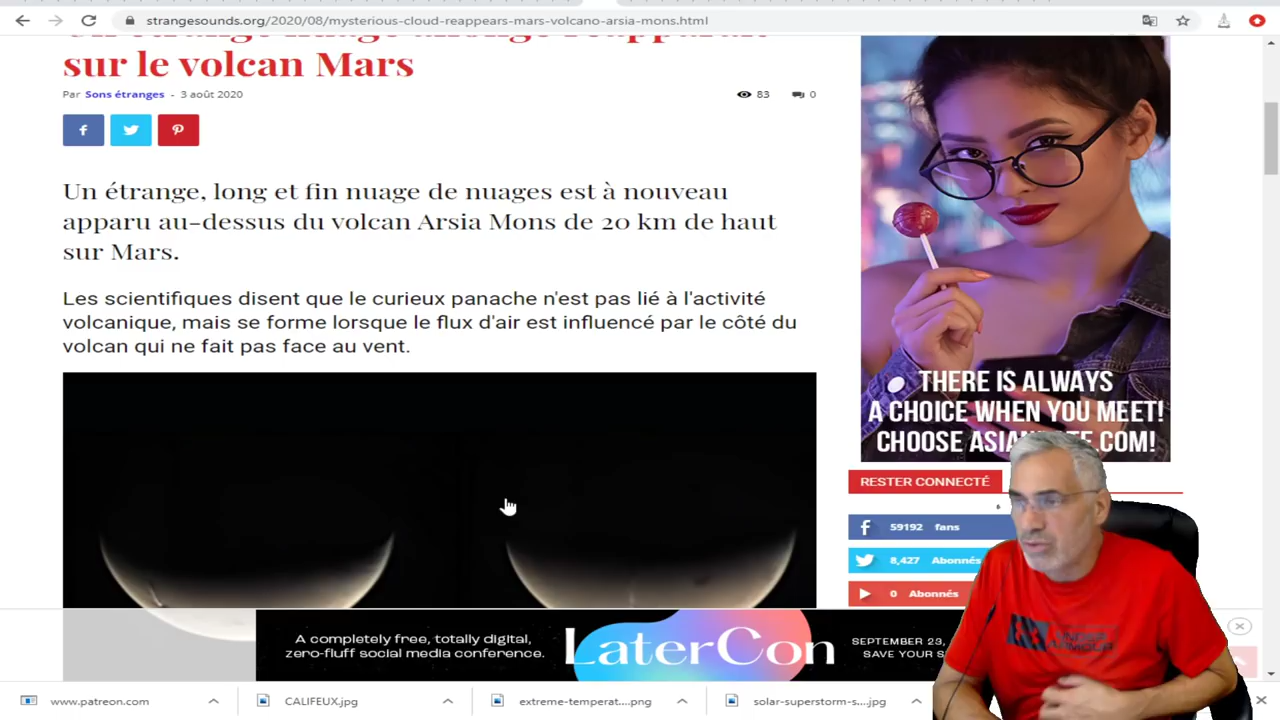 strangesounds.org/2020/08/mysterious-cloud-reappears-mars-volcano-arsia-mons.html
sur le volcan Mars
Par Sons étranges - 3 août 2020
83
0
Un étrange, long et fin nuage de nuages est à nouveau
apparu au-dessus du volcan Arsia Mons de 20 km de haut
sur Mars.
Les scientifiques disent que le curieux panache n'est pas lié à l'activité
volcanique, mais se forme lorsque le flux d'air est influencé par le côté du
volcan qui ne fait pas face au vent.
THERE IS ALWAYS
A CHOICE WHEN YOU MEET!
CHOOSE
RESTER CONNECTÉ
59192 fans
8,427 Abonnés
0 Abonnés
A completely free, totally digital,
zero-fluff social media conference.
LaterCon
SEPTEMBER 23,
SAVE YOUR
www.patreon.com
CALIFEUX.jpg
extreme-temperat....png
solar-superstorm-s....jpg